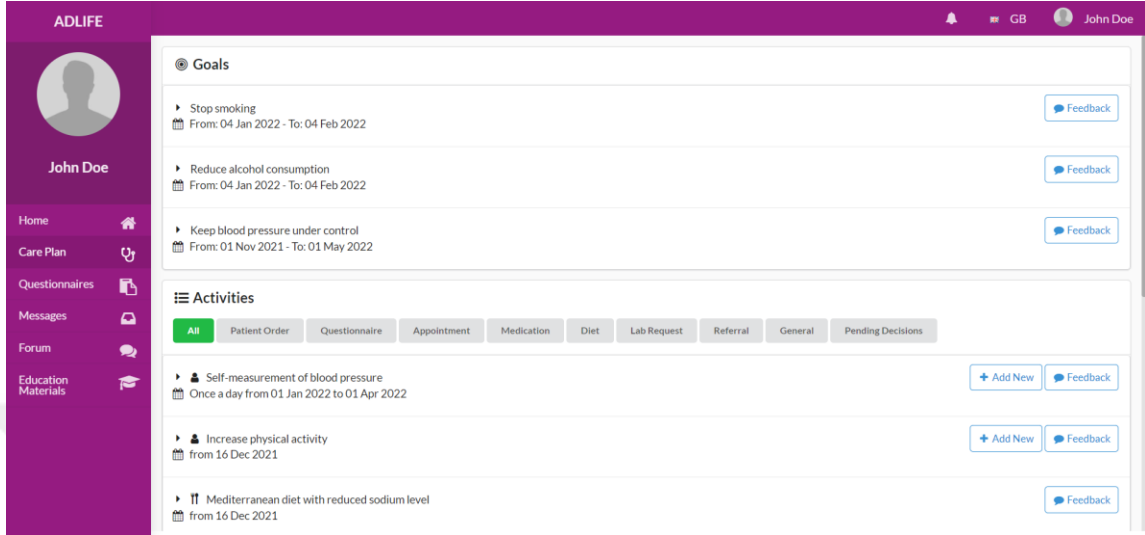 ADLIFE
GB John Doe
John Doe
Home
Care Plan
Questionnaires
Messages
Forum
Education
Materials
Goals
Stop smoking
From: 04 Jan 2022 - To: 04 Feb 2022
Feedback
Reduce alcohol consumption
From: 04 Jan 2022 - To: 04 Feb 2022
Feedback
Keep blood pressure under control
From: 01 Nov 2021 - To: 01 May 2022
Feedback
Activities
All Patient Order Questionnaire Appointment Medication Diet Lab Request Referral General Pending Decisions
Self-measurement of blood pressure
Once a day from 01 Jan 2022 to 01 Apr 2022
+ Add New Feedback
Increase physical activity
from 16 Dec 2021
+ Add New Feedback
Mediterranean diet with reduced sodium level
from 16 Dec 2021
Feedback